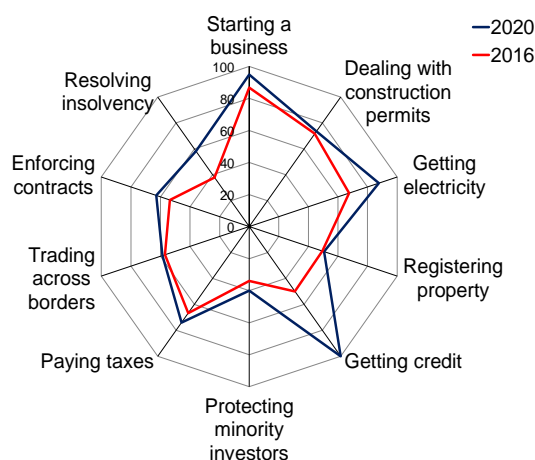 Starting a
business
2020
2016
Dealing with
construction
permits
Getting
electricity
Registering
property
Getting credit
Protecting
minority
investors
Paying taxes
Trading
across
borders
Enforcing
contracts
Resolving
insolvency
100
80
60
40
20
0